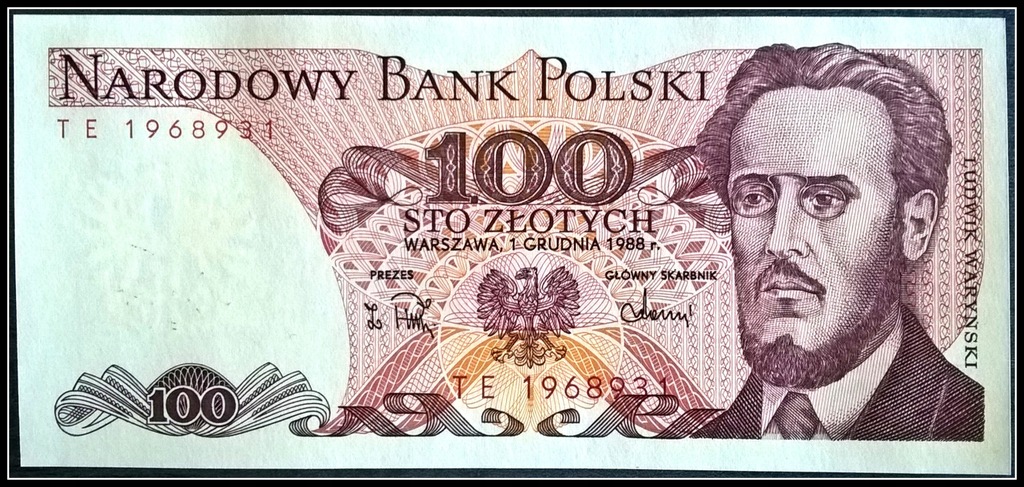 NARODOWY BANK POLSKI
TE 1968931
100
STO ZŁOTYCH
WARSZAWA, 1 GRUDNIA 1988 r.
PREZES
GŁÓWNY SKARBNIK
TE 1968931
100
LUDWIK WARYŃSKI